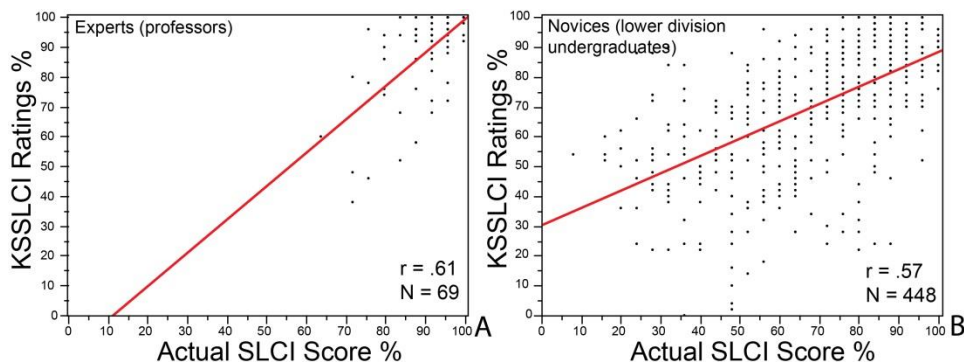 Experts (professors)
KSSLCI Ratings %
100
90
80
70
60
50
40
30
20
10
0
r = .61
N = 69
0 10 20 30 40 50 60 70 80 90 100
Actual SLCI Score %
A
Novices (lower division
undergraduates)
KSSLCI Ratings %
100
90
80
70
60
50
40
30
20
10
0
r = .57
N = 448
0 10 20 30 40 50 60 70 80 90 100
Actual SLCI Score %
B